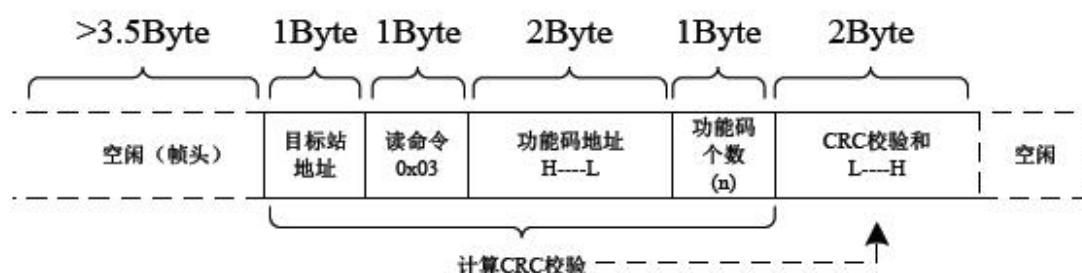 >3.5Byte 1Byte 1Byte 2Byte 1Byte 2Byte
空闲（帧头）
目标站
地址
读命令
0x03
功能码地址
H----L
功能码
个数
(n)
CRC校验和
L----H
空闲
计算CRC校验